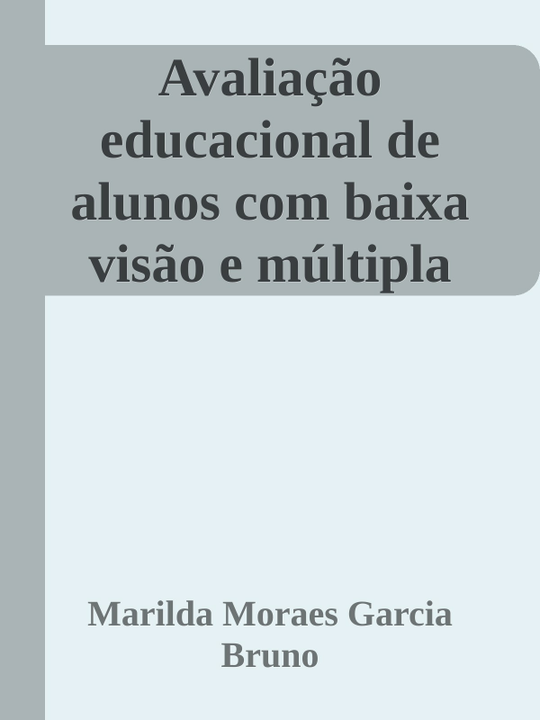 Avaliação
educacional de
alunos com baixa
visão e múltipla
Marilda Moraes Garcia
Bruno